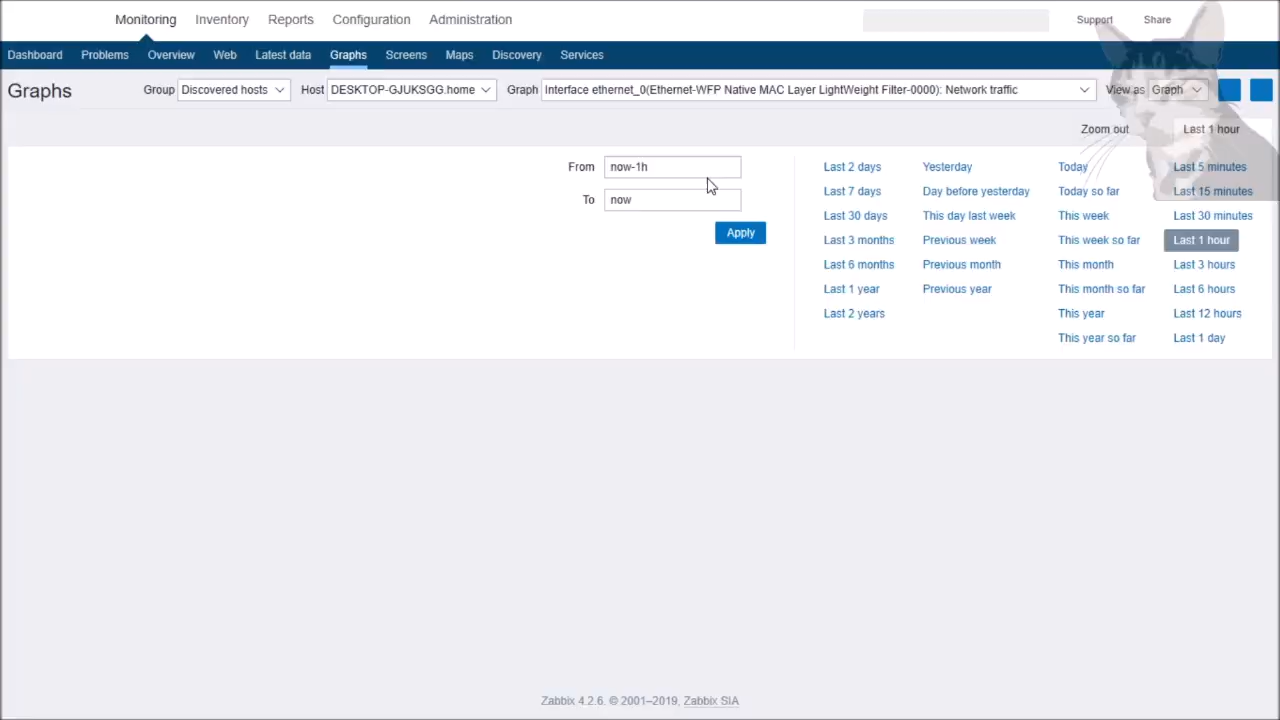 Monitoring Inventory Reports Configuration Administration Support Share
Dashboard Problems Overview Web Latest data Graphs Screens Maps Discovery Services
Graphs Group Discovered hosts Host DESKTOP-GJUKSGG.home Graph Interface ethernet_0(Ethernet-WFP Native MAC Layer LightWeight Filter-0000): Network traffic View as Graph
Zoom out Last 1 hour
From now-1h Last 2 days Yesterday Today Last 5 minutes
Last 7 days Day before yesterday Today so far Last 15 minutes
To now
Last 30 days This day last week This week Last 30 minutes
Apply
Last 3 months Previous week This week so far Last 1 hour
Last 6 months Previous month This month Last 3 hours
Last 1 year Previous year This month so far Last 6 hours
Last 2 years This year Last 12 hours
This year so far Last 1 day
Zabbix 4.2.6. © 2001–2019, Zabbix SIA